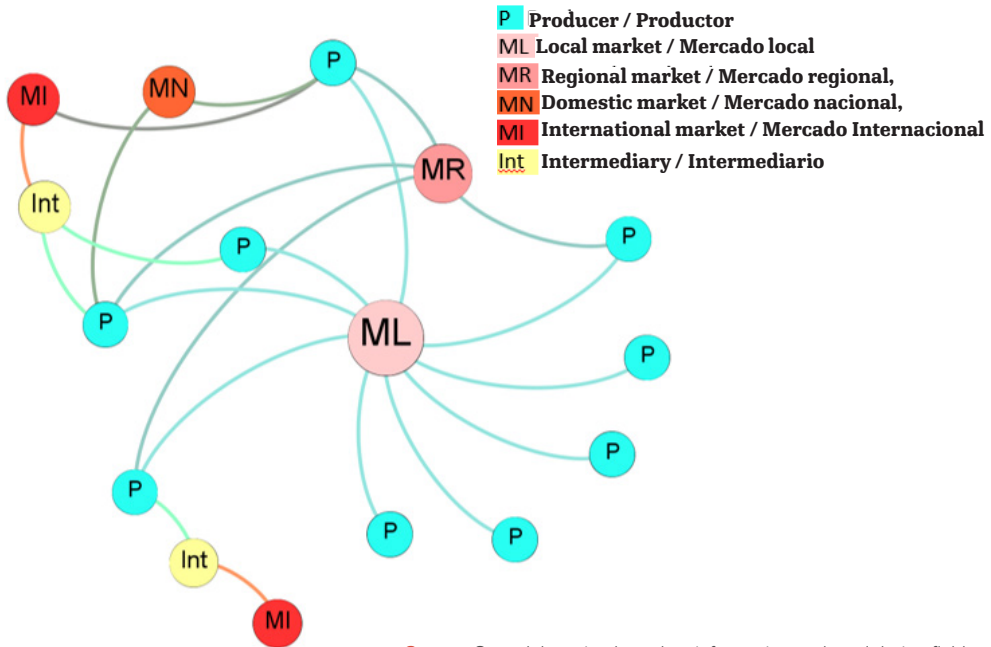 P Producer / Productor
ML Local market / Mercado local
MR Regional market / Mercado regional,
MN Domestic market / Mercado nacional,
MI International market / Mercado Internacional
Int Intermediary / Intermediario
P
MN
MI
MR
Int
P
P
P
ML
P
P
P
P
P
Int
MI